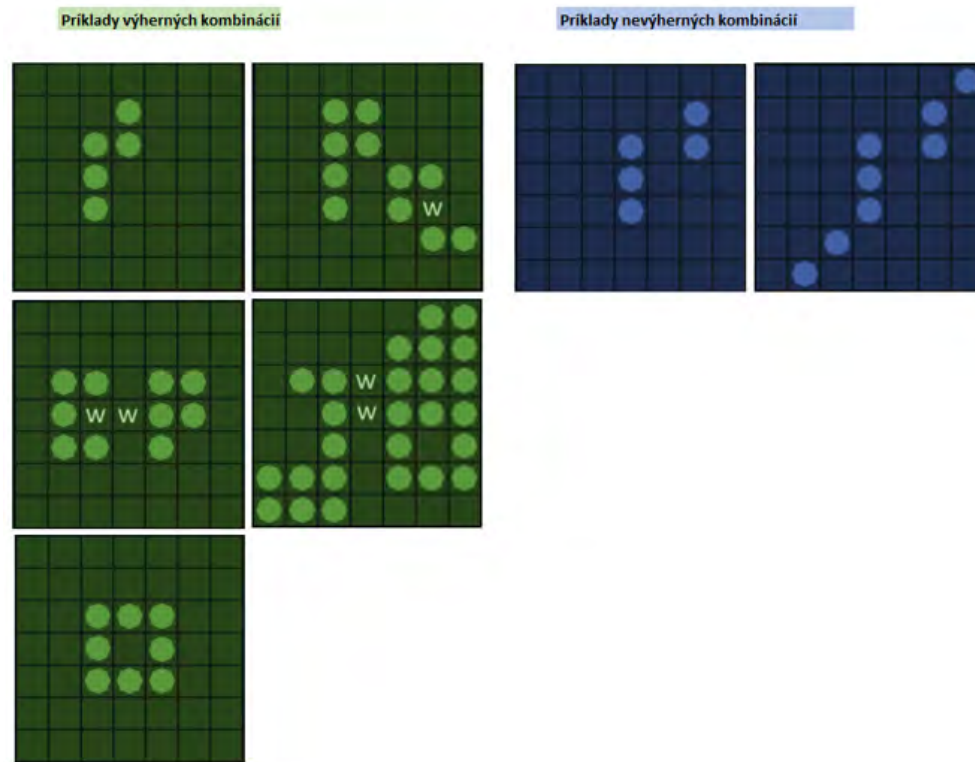 Príklady výherných kombinácií
Príklady nevýherných kombinácií
W
W W
W
W